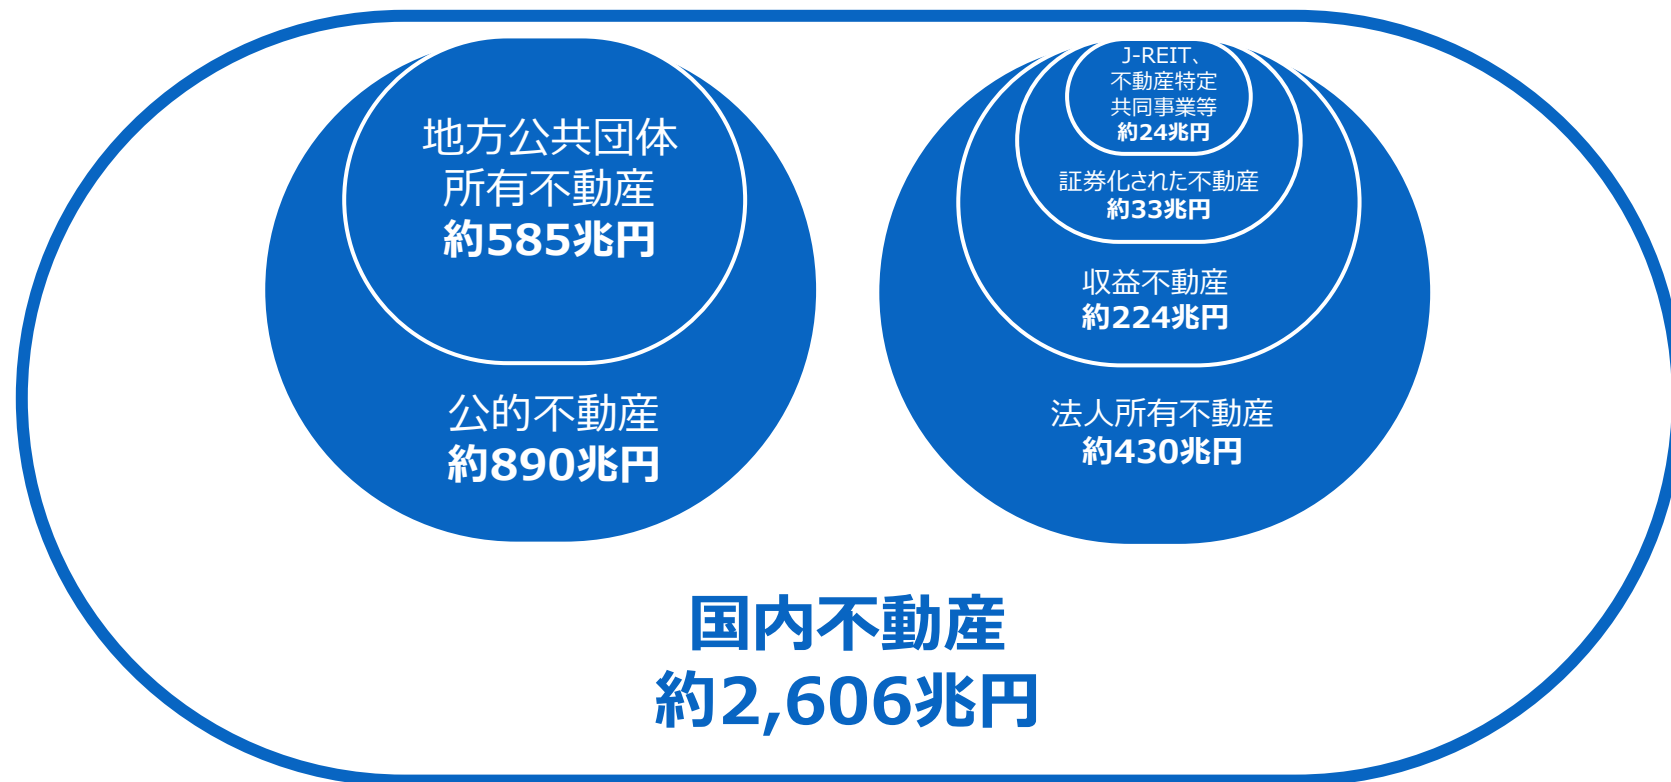 地方公共団体
所有不動産
約585兆円
公的不動産
約890兆円
J-REIT、
不動産特定
共同事業等
約24兆円
証券化された不動産
約33兆円
収益不動産
約224兆円
法人所有不動産
約430兆円
国内不動産
約2,606兆円